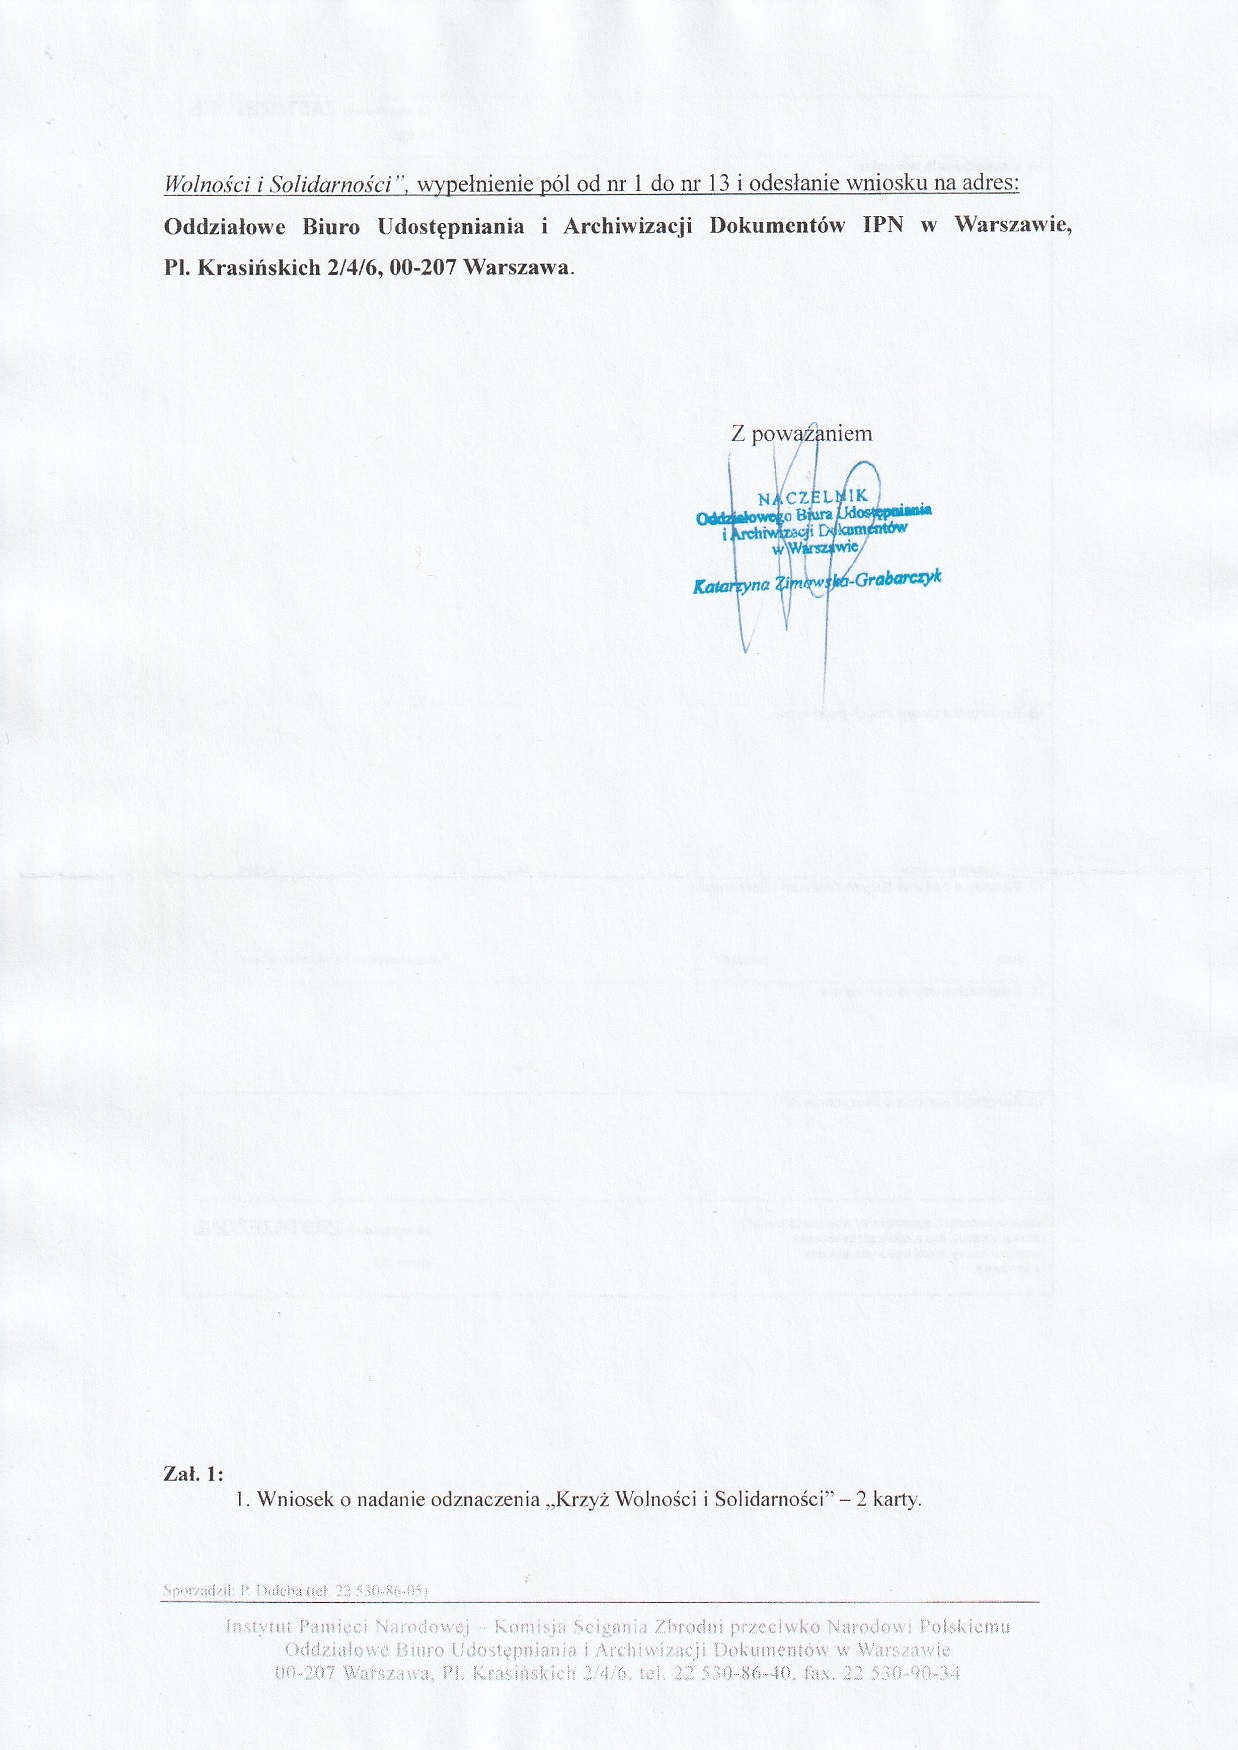 Wolności i Solidarności”, wypełnienie pól od nr 1 do nr 13 i odesłanie wniosku na adres:
Oddziałowe Biuro Udostępniania i Archiwizacji Dokumentów IPN w Warszawie,
Pl. Krasińskich 2/4/6, 00-207 Warszawa.
Z poważaniem
NACZELNIK
Oddziałowego Biura Udostępniania
i Archiwizacji Dokumentów
w Warszawie
Katarzyna Zimowska-Grabarczyk
Zał. 1:
1. Wniosek o nadanie odznaczenia „Krzyż Wolności i Solidarności” – 2 karty.
Sporządził: P. Dulcba (tel. 22 530-86-05)
Instytut Pamięci Narodowej - Komisja Ścigania Zbrodni przeciwko Narodowi Polskiemu
Oddziałowe Biuro Udostępniania i Archiwizacji Dokumentów w Warszawie
00-207 Warszawa, Pl. Krasińskich 2/4/6, tel. 22 530-86-40, fax. 22 530-90-34